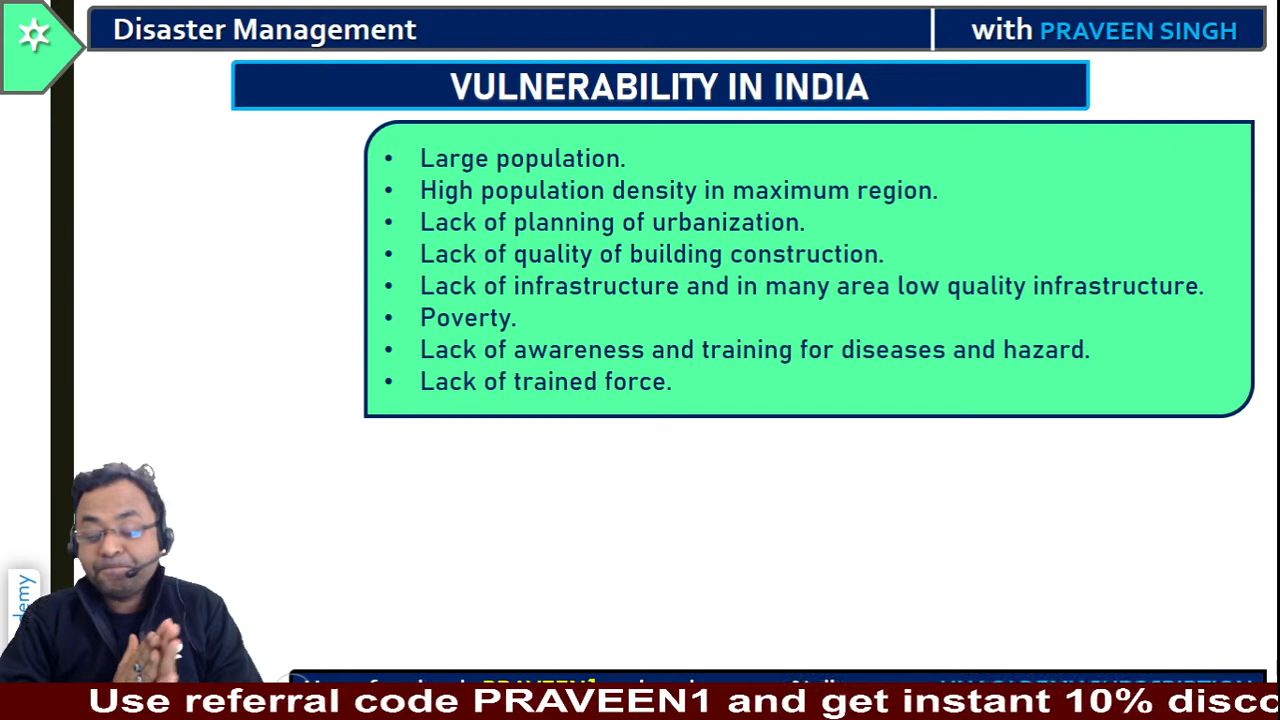 Disaster Management
with PRAVEEN SINGH
VULNERABILITY IN INDIA
• Large population.
• High population density in maximum region.
• Lack of planning of urbanization.
• Lack of quality of building construction.
• Lack of infrastructure and in many area low quality infrastructure.
• Poverty.
• Lack of awareness and training for diseases and hazard.
• Lack of trained force.
demy
Use referral code PRAVEEN1 and get instant 10% disco